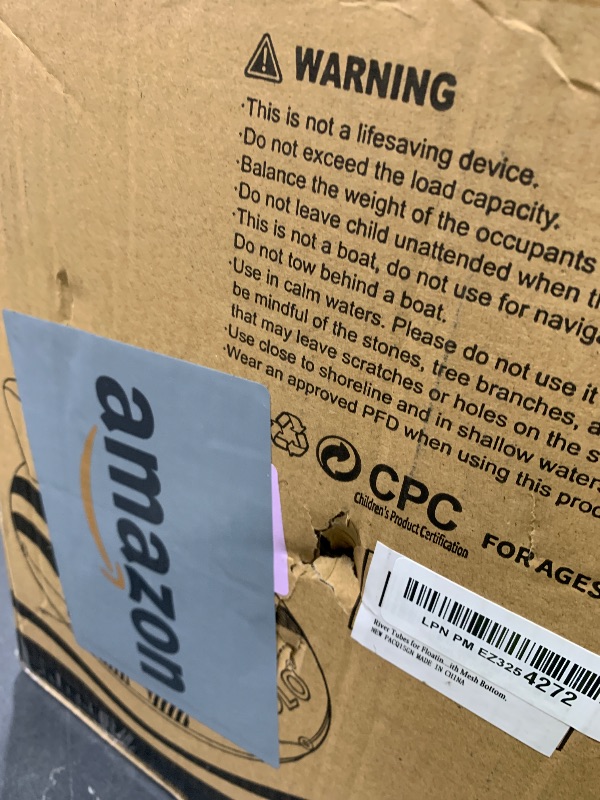 WARNING
·This is not a lifesaving device.
·Do not exceed the load capacity.
·Balance the weight of the occupants
·Do not leave child unattended when
·This is not a boat, do not use for
Do not tow behind a boat.
·Use in calm waters. Please do not use it
be mindful of the stones, tree branches,
that may leave scratches or holes on the
·Use close to shoreline and in shallow
·Wear an approved PFD when using this
amazon
CPC
Children's Product Certification
FOR AGES
LPN PM EZ3254272
River Tubes for Floatin...ith Mesh Bottom.
NEW PACQ15GN MADE IN CHINA